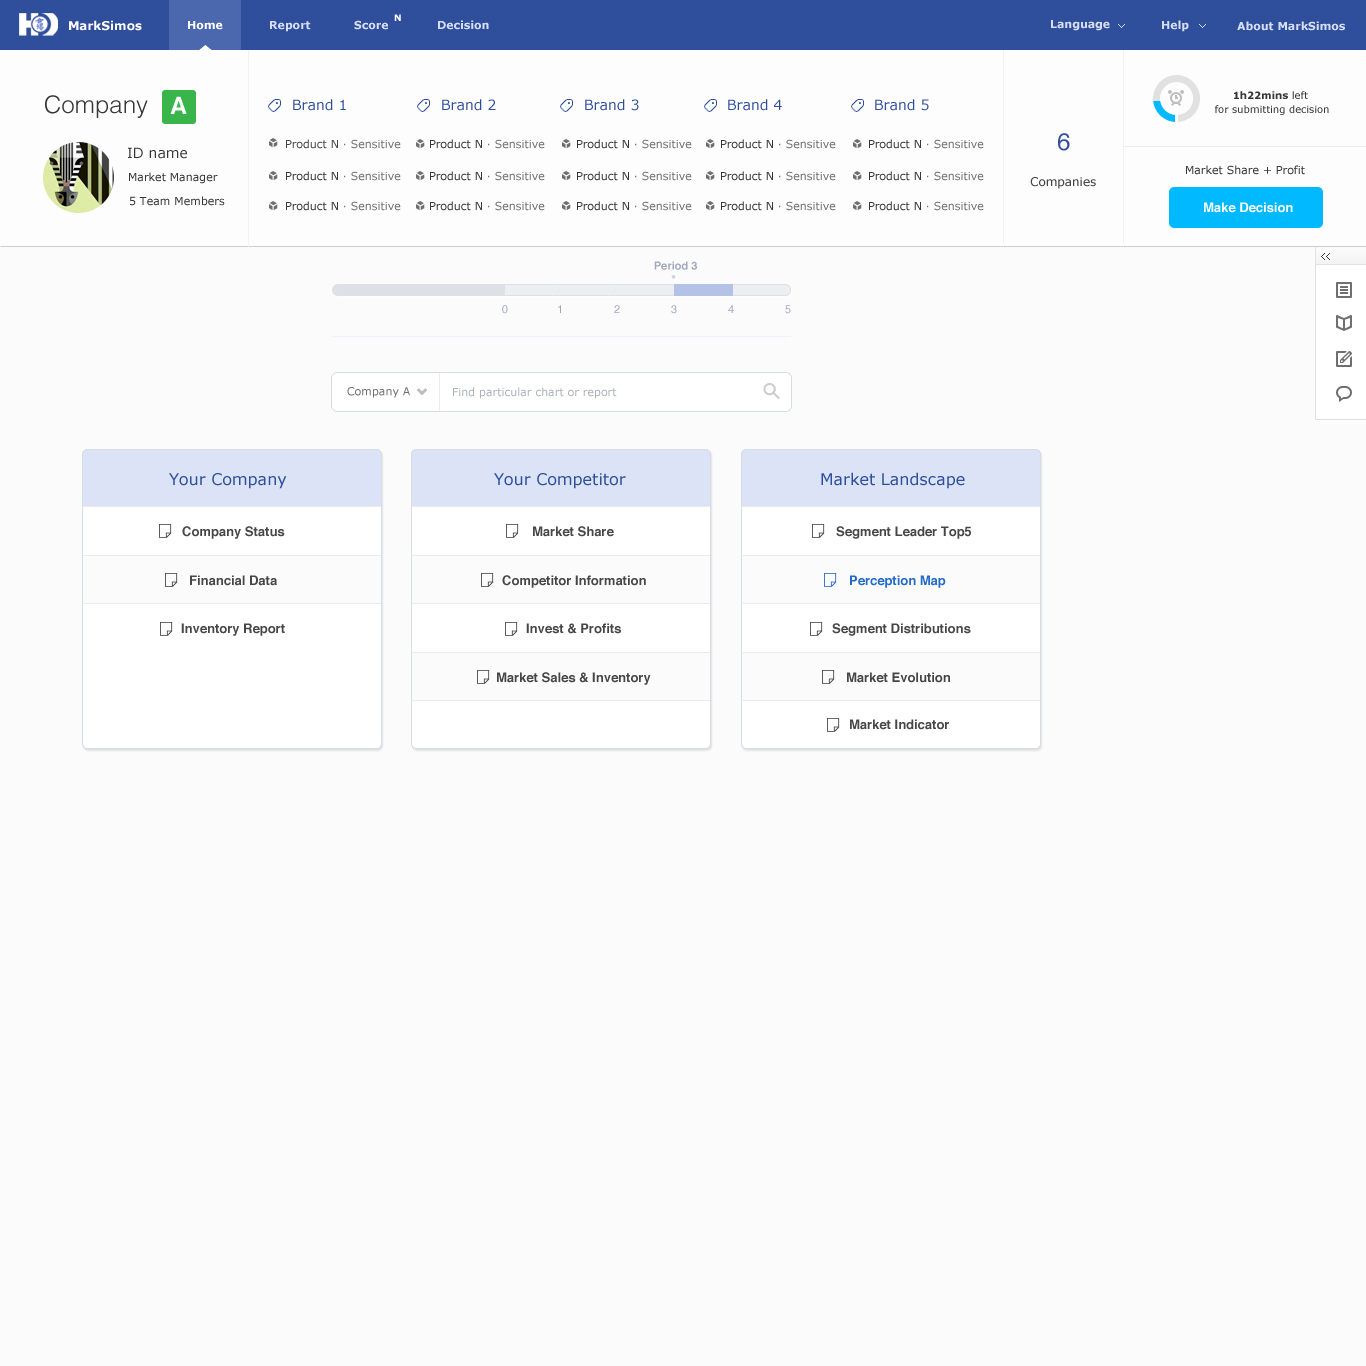 MarkSimos
Home
Report
Score N
Decision
Language
Help
About MarkSimos
Company A
ID name
Market Manager
5 Team Members
Brand 1
Product N · Sensitive
Product N · Sensitive
Product N · Sensitive
Brand 2
Product N · Sensitive
Product N · Sensitive
Product N · Sensitive
Brand 3
Product N · Sensitive
Product N · Sensitive
Product N · Sensitive
Brand 4
Product N · Sensitive
Product N · Sensitive
Product N · Sensitive
Brand 5
Product N · Sensitive
Product N · Sensitive
Product N · Sensitive
6
Companies
1h22mins left
for submitting decision
Market Share + Profit
Make Decision
Period 3
0 1 2 3 4 5
Company A
Find particular chart or report
Your Company
Company Status
Financial Data
Inventory Report
Your Competitor
Market Share
Competitor Information
Invest & Profits
Market Sales & Inventory
Market Landscape
Segment Leader Top5
Perception Map
Segment Distributions
Market Evolution
Market Indicator